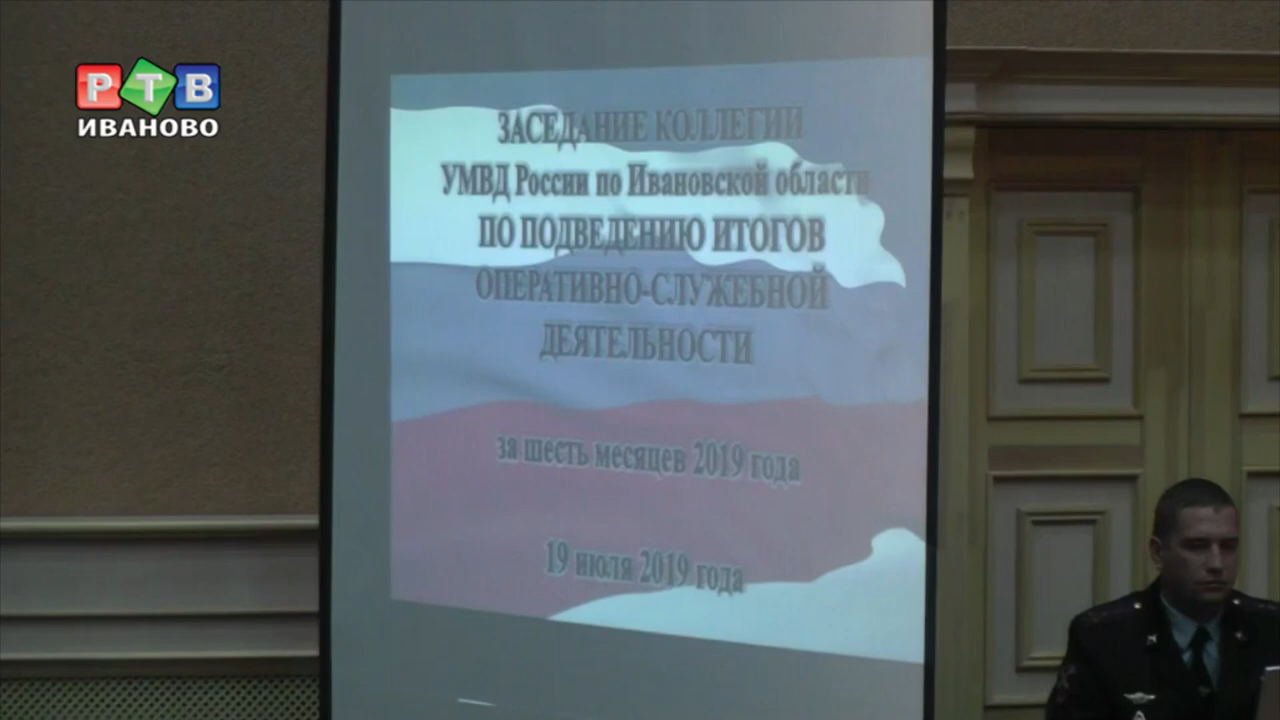 РТВ
ИВАНОВО
ЗАСЕДАНИЕ КОЛЛЕГИИ
УМВД России по Ивановской области
ПО ПОДВЕДЕНИЮ ИТОГОВ
ОПЕРАТИВНО-СЛУЖЕБНОЙ
ДЕЯТЕЛЬНОСТИ
за шесть месяцев 2019 года
19 июля 2019 года